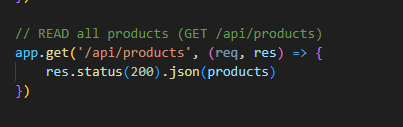 })
// READ all products (GET /api/products)
app.get('/api/products', (req, res) => {
    res.status(200).json(products)
})